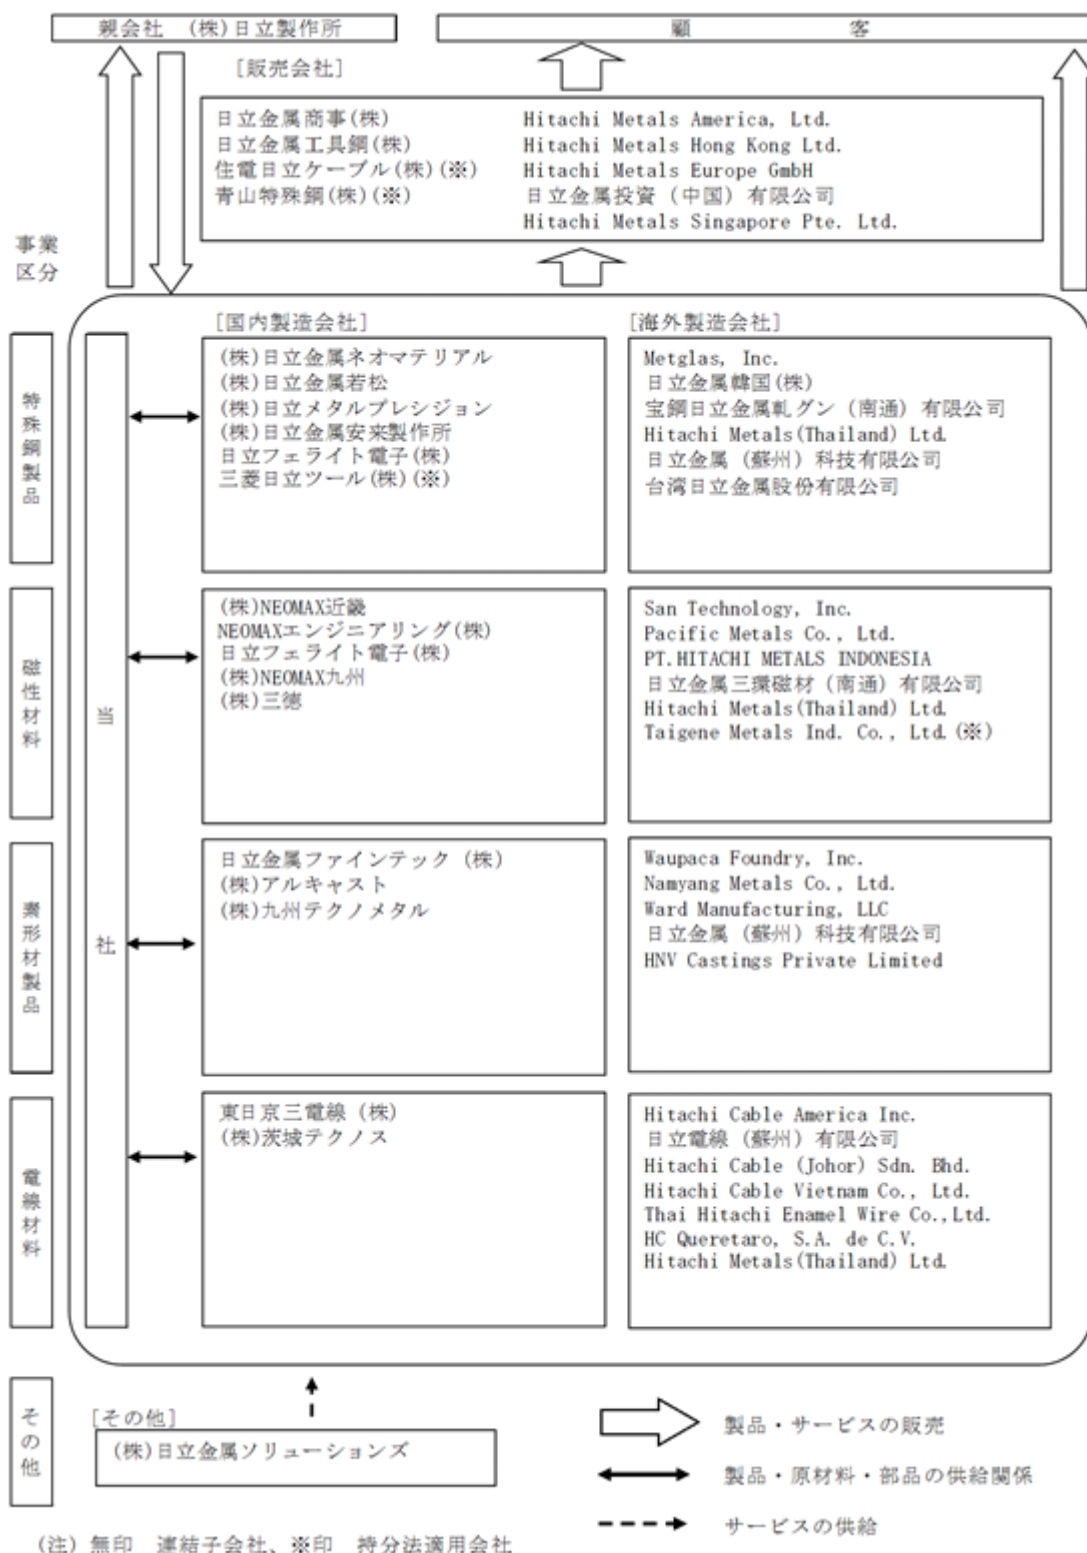 親会社 (株)日立製作所
顧 客
[販売会社]
日立金属商事(株)
日立金属工具鋼(株)
住電日立ケーブル(株)(※)
青山特殊鋼(株)(※)
Hitachi Metals America, Ltd.
Hitachi Metals Hong Kong Ltd.
Hitachi Metals Europe GmbH
日立金属投資（中国）有限公司
Hitachi Metals Singapore Pte. Ltd.
事業
区分
当社
[国内製造会社]
[海外製造会社]
特殊鋼製品
(株)日立金属ネオマテリアル
(株)日立金属若松
(株)日立メタルプレシジョン
(株)日立金属安来製作所
日立フェライト電子(株)
三菱日立ツール(株)(※)
Metglas, Inc.
日立金属韓国(株)
宝鋼日立金属軋グン（南通）有限公司
Hitachi Metals(Thailand) Ltd.
日立金属（蘇州）科技有限公司
台湾日立金属股份有限公司
磁性材料
(株)NEOMAX近畿
NEOMAXエンジニアリング(株)
日立フェライト電子(株)
(株)NEOMAX九州
(株)三徳
San Technology, Inc.
Pacific Metals Co., Ltd.
PT.HITACHI METALS INDONESIA
日立金属三環磁材（南通）有限公司
Hitachi Metals(Thailand) Ltd.
Taigene Metals Ind. Co., Ltd.(※)
素形材製品
日立金属ファインテック（株）
(株)アルキャスト
(株)九州テクノメタル
Waupaca Foundry, Inc.
Namyang Metals Co., Ltd.
Ward Manufacturing, LLC
日立金属（蘇州）科技有限公司
HNV Castings Private Limited
電線材料
東日京三電線（株）
(株)茨城テクノス
Hitachi Cable America Inc.
日立電線（蘇州）有限公司
Hitachi Cable (Johor) Sdn. Bhd.
Hitachi Cable Vietnam Co., Ltd.
Thai Hitachi Enamel Wire Co.,Ltd.
HC Queretaro, S.A. de C.V.
Hitachi Metals(Thailand) Ltd.
その他
[その他]
(株)日立金属ソリューションズ
製品・サービスの販売
製品・原材料・部品の供給関係
サービスの供給
(注) 無印 連結子会社、※印 持分法適用会社